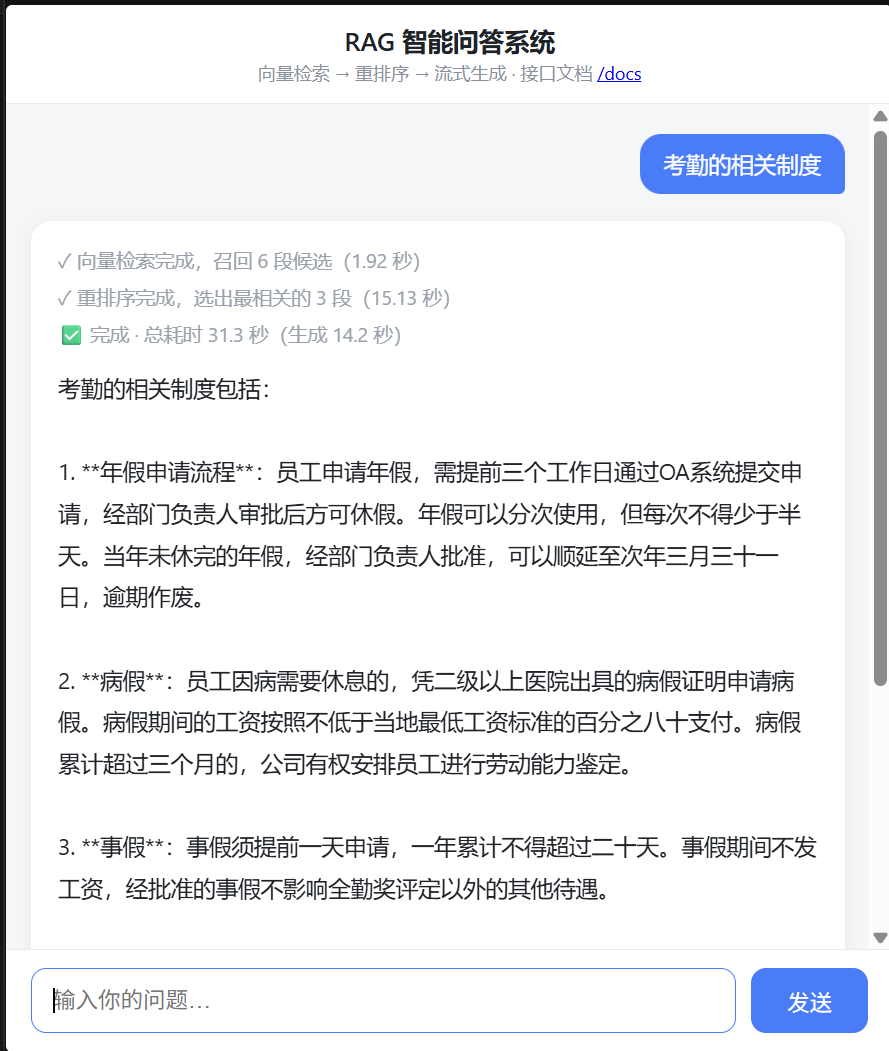 RAG 智能问答系统
向量检索 → 重排序 → 流式生成 · 接口文档 /docs
考勤的相关制度
✓ 向量检索完成，召回 6 段候选（1.92 秒）
✓ 重排序完成，选出最相关的 3 段（15.13 秒）
✅ 完成 · 总耗时 31.3 秒（生成 14.2 秒）
考勤的相关制度包括：
1. **年假申请流程**：员工申请年假，需提前三个工作日通过OA系统提交申
请，经部门负责人审批后方可休假。年假可以分次使用，但每次不得少于半
天。当年未休完的年假，经部门负责人批准，可以顺延至次年三月三十一
日，逾期作废。
2. **病假**：员工因病需要休息的，凭二级以上医院出具的病假证明申请病
假。病假期间的工资按照不低于当地最低工资标准的百分之八十支付。病假
累计超过三个月的，公司有权安排员工进行劳动能力鉴定。
3. **事假**：事假须提前一天申请，一年累计不得超过二十天。事假期间不发
工资，经批准的事假不影响全勤奖评定以外的其他待遇。
输入你的问题…
发送